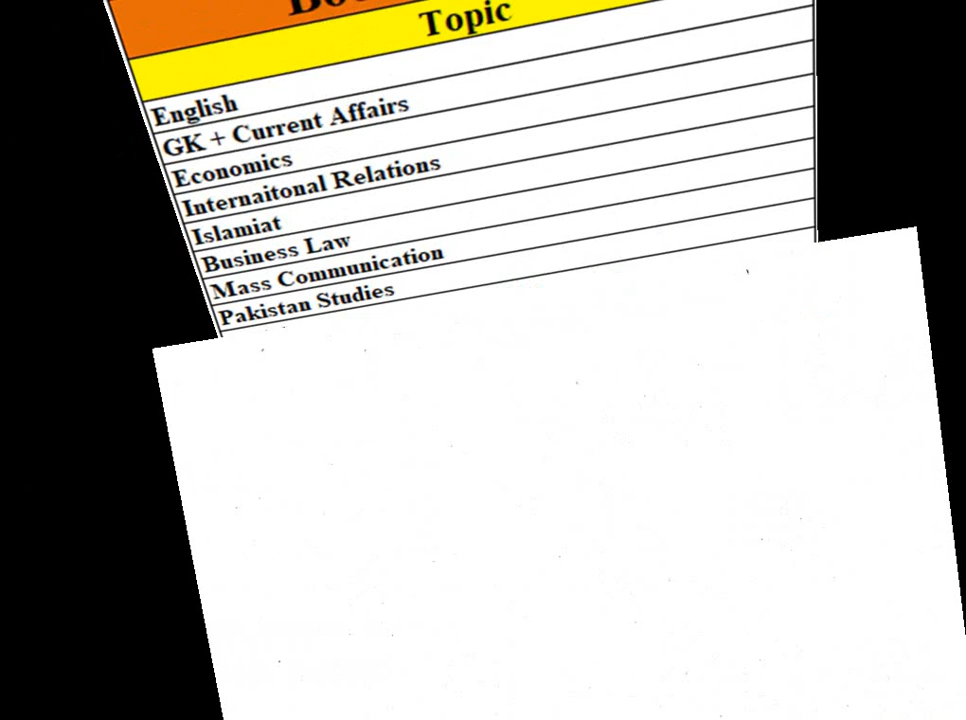 Topic
English
GK + Current Affairs
Economics
Internaitonal Relations
Islamiat
Business Law
Mass Communication
Pakistan Studies